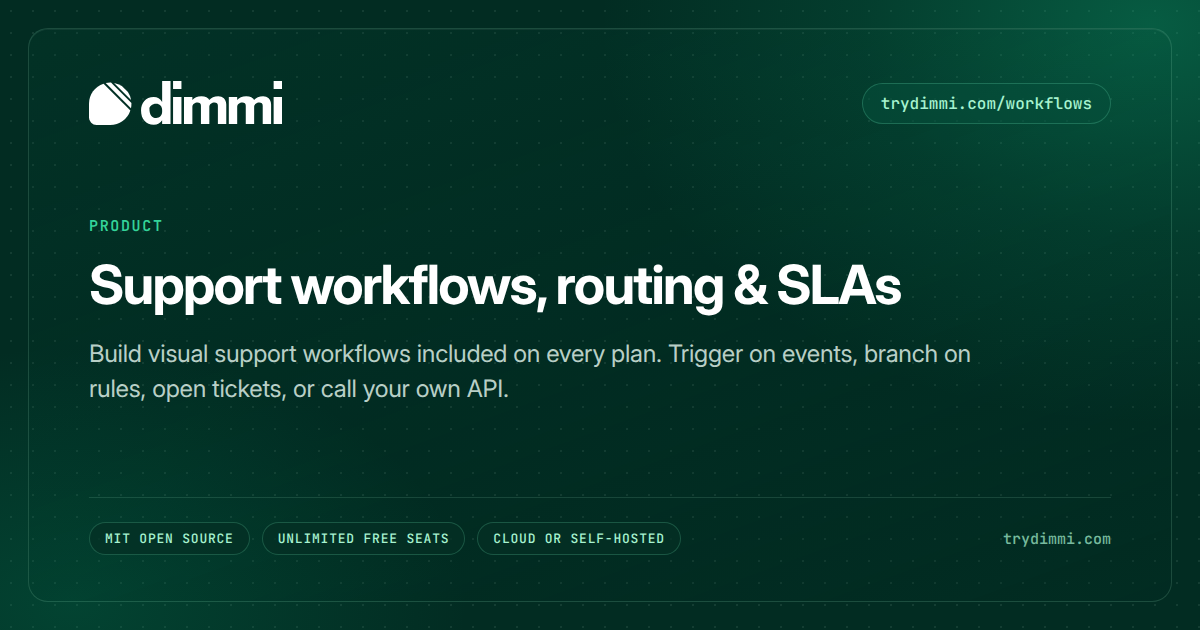 dimmi
trydimmi.com/workflows
PRODUCT
Support workflows, routing & SLAs
Build visual support workflows included on every plan. Trigger on events, branch on
rules, open tickets, or call your own API.
MIT OPEN SOURCE
UNLIMITED FREE SEATS
CLOUD OR SELF-HOSTED
trydimmi.com